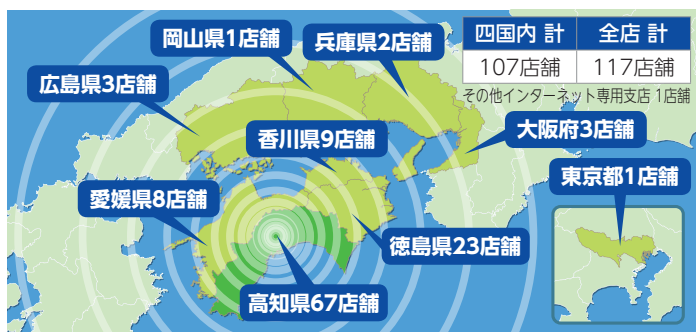 岡山県1店舗
兵庫県2店舗
四国内 計 全店 計
107店舗 117店舗
その他インターネット専用支店 1店舗
広島県3店舗
香川県9店舗
大阪府3店舗
東京都1店舗
愛媛県8店舗
徳島県23店舗
高知県67店舗